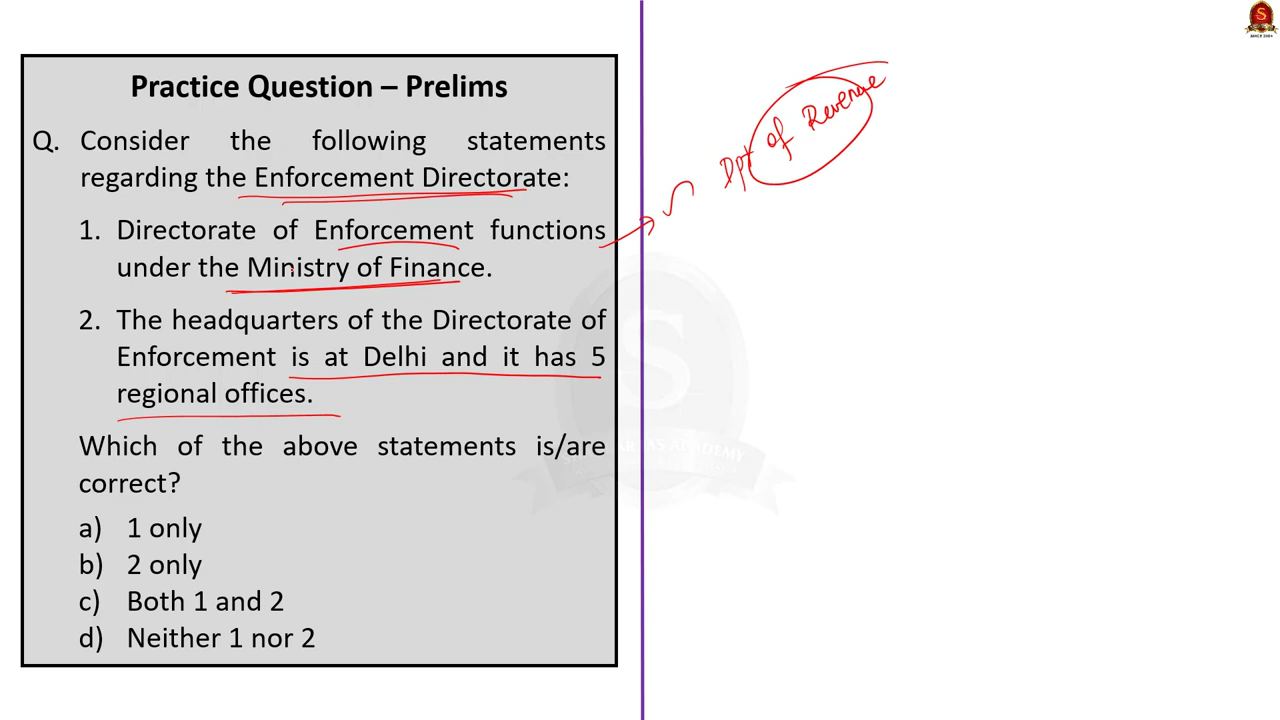 Practice Question – Prelims
Q. Consider the following statements
regarding the Enforcement Directorate:
1. Directorate of Enforcement functions
under the Ministry of Finance.
2. The headquarters of the Directorate of
Enforcement is at Delhi and it has 5
regional offices.
Which of the above statements is/are
correct?
a) 1 only
b) 2 only
c) Both 1 and 2
d) Neither 1 nor 2
Dpt of Revenue
S
SINCE 2004